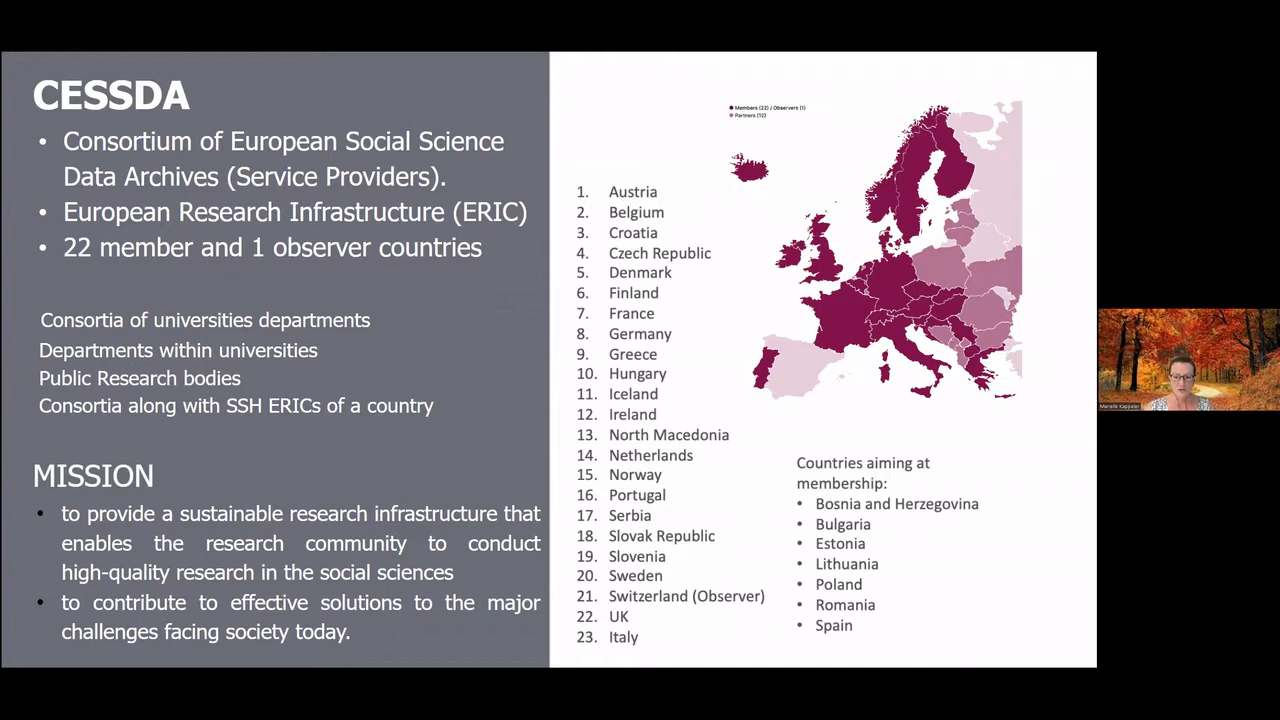 CESSDA
• Consortium of European Social Science
Data Archives (Service Providers).
• European Research Infrastructure (ERIC)
• 22 member and 1 observer countries
Consortia of universities departments
Departments within universities
Public Research bodies
Consortia along with SSH ERICs of a country
MISSION
• to provide a sustainable research infrastructure that
enables the research community to conduct
high-quality research in the social sciences
• to contribute to effective solutions to the major
challenges facing society today.
Members (22) / Observers (1)
Partners (12)
1. Austria
2. Belgium
3. Croatia
4. Czech Republic
5. Denmark
6. Finland
7. France
8. Germany
9. Greece
10. Hungary
11. Iceland
12. Ireland
13. North Macedonia
14. Netherlands
15. Norway
16. Portugal
17. Serbia
18. Slovak Republic
19. Slovenia
20. Sweden
21. Switzerland (Observer)
22. UK
23. Italy
Countries aiming at
membership:
• Bosnia and Herzegovina
• Bulgaria
• Estonia
• Lithuania
• Poland
• Romania
• Spain
Marielle Kappeler